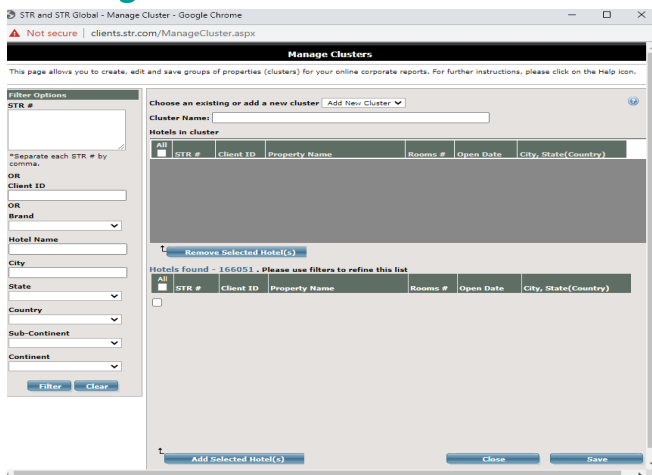 STR and STR Global - Manage Cluster - Google Chrome
Not secure | clients.str.com/ManageCluster.aspx
Manage Clusters
This page allows you to create, edit and save groups of properties (clusters) for your online corporate reports. For further instructions, please click on the Help icon.
Filter Options
STR #
*Separate each STR # by
comma.
OR
Client ID
OR
Brand
Hotel Name
City
State
Country
Sub-Continent
Continent
Filter Clear
Choose an existing or add a new cluster Add New Cluster
Cluster Name:
Hotels in cluster
All STR # Client ID Property Name Rooms # Open Date City, State(Country)
Remove Selected Hotel(s)
Hotels found - 166051 . Please use filters to refine this list
All STR # Client ID Property Name Rooms # Open Date City, State(Country)
Add Selected Hotel(s) Close Save